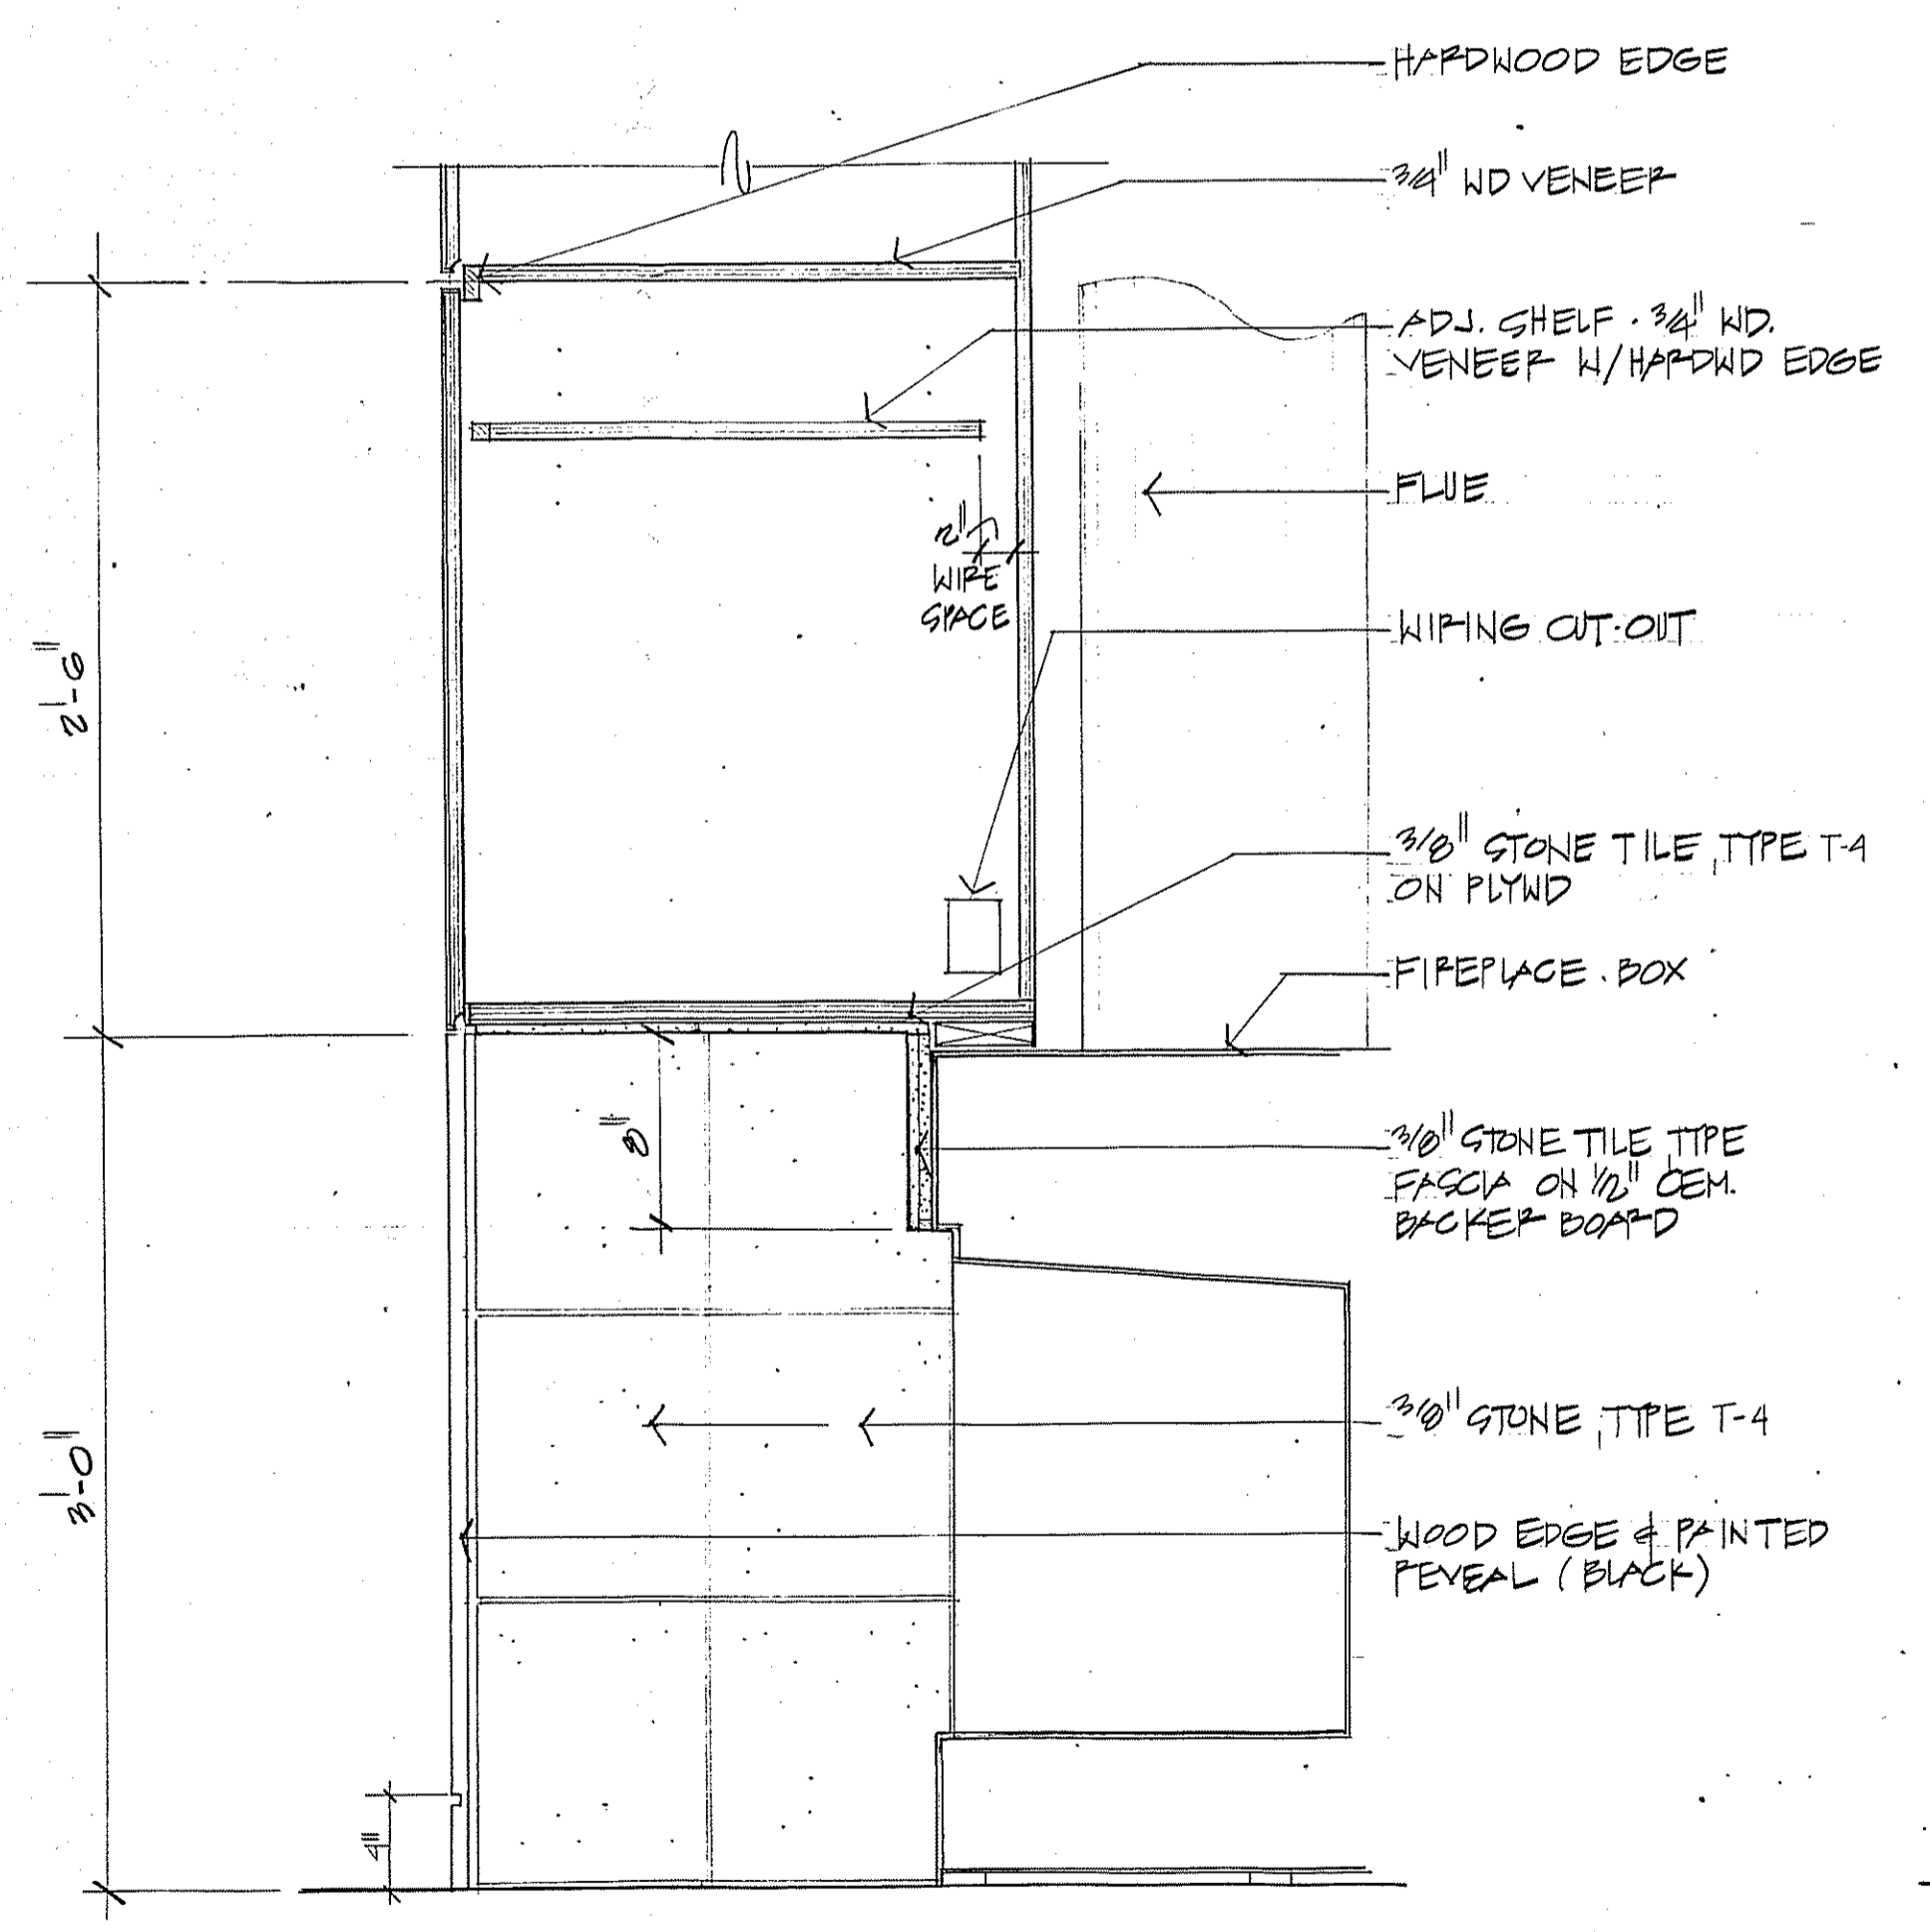 HARDWOOD EDGE
3/4" WD VENEER
ADJ. SHELF · 3/4" WD.
VENEER W/HARDWD EDGE
FLUE
2"
WIRE
SPACE
WIRING CUT·OUT
2'-6"
3/8" STONE TILE, TYPE T-4
ON PLYWD
FIREPLACE · BOX
8"
3/8" STONE TILE TYPE
FASCIA ON 1/2" CEM.
BACKER BOARD
3/8" STONE, TYPE T-4
3'-0"
WOOD EDGE & PAINTED
REVEAL (BLACK)
4"